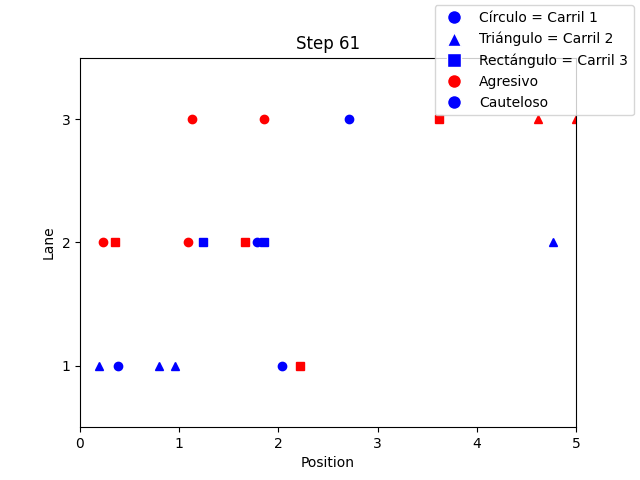 Step 61
Círculo = Carril 1
Triángulo = Carril 2
Rectángulo = Carril 3
Agresivo
Cauteloso
Lane
3
2
1
0 1 2 3 4 5
Position